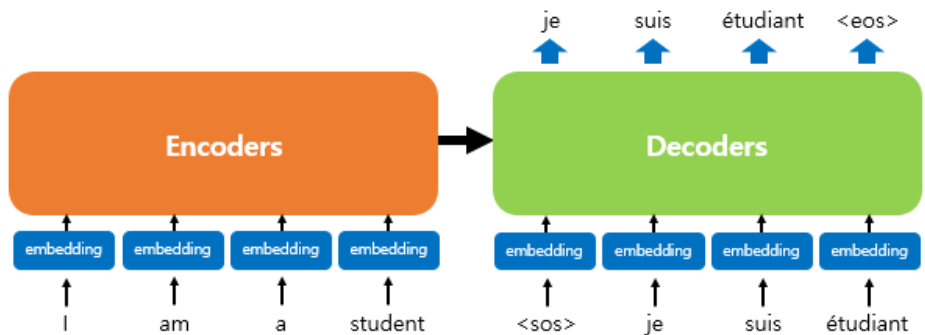 je suis étudiant <eos>
Encoders
Decoders
embedding embedding embedding embedding
embedding embedding embedding embedding
I am a student
<sos> je suis étudiant